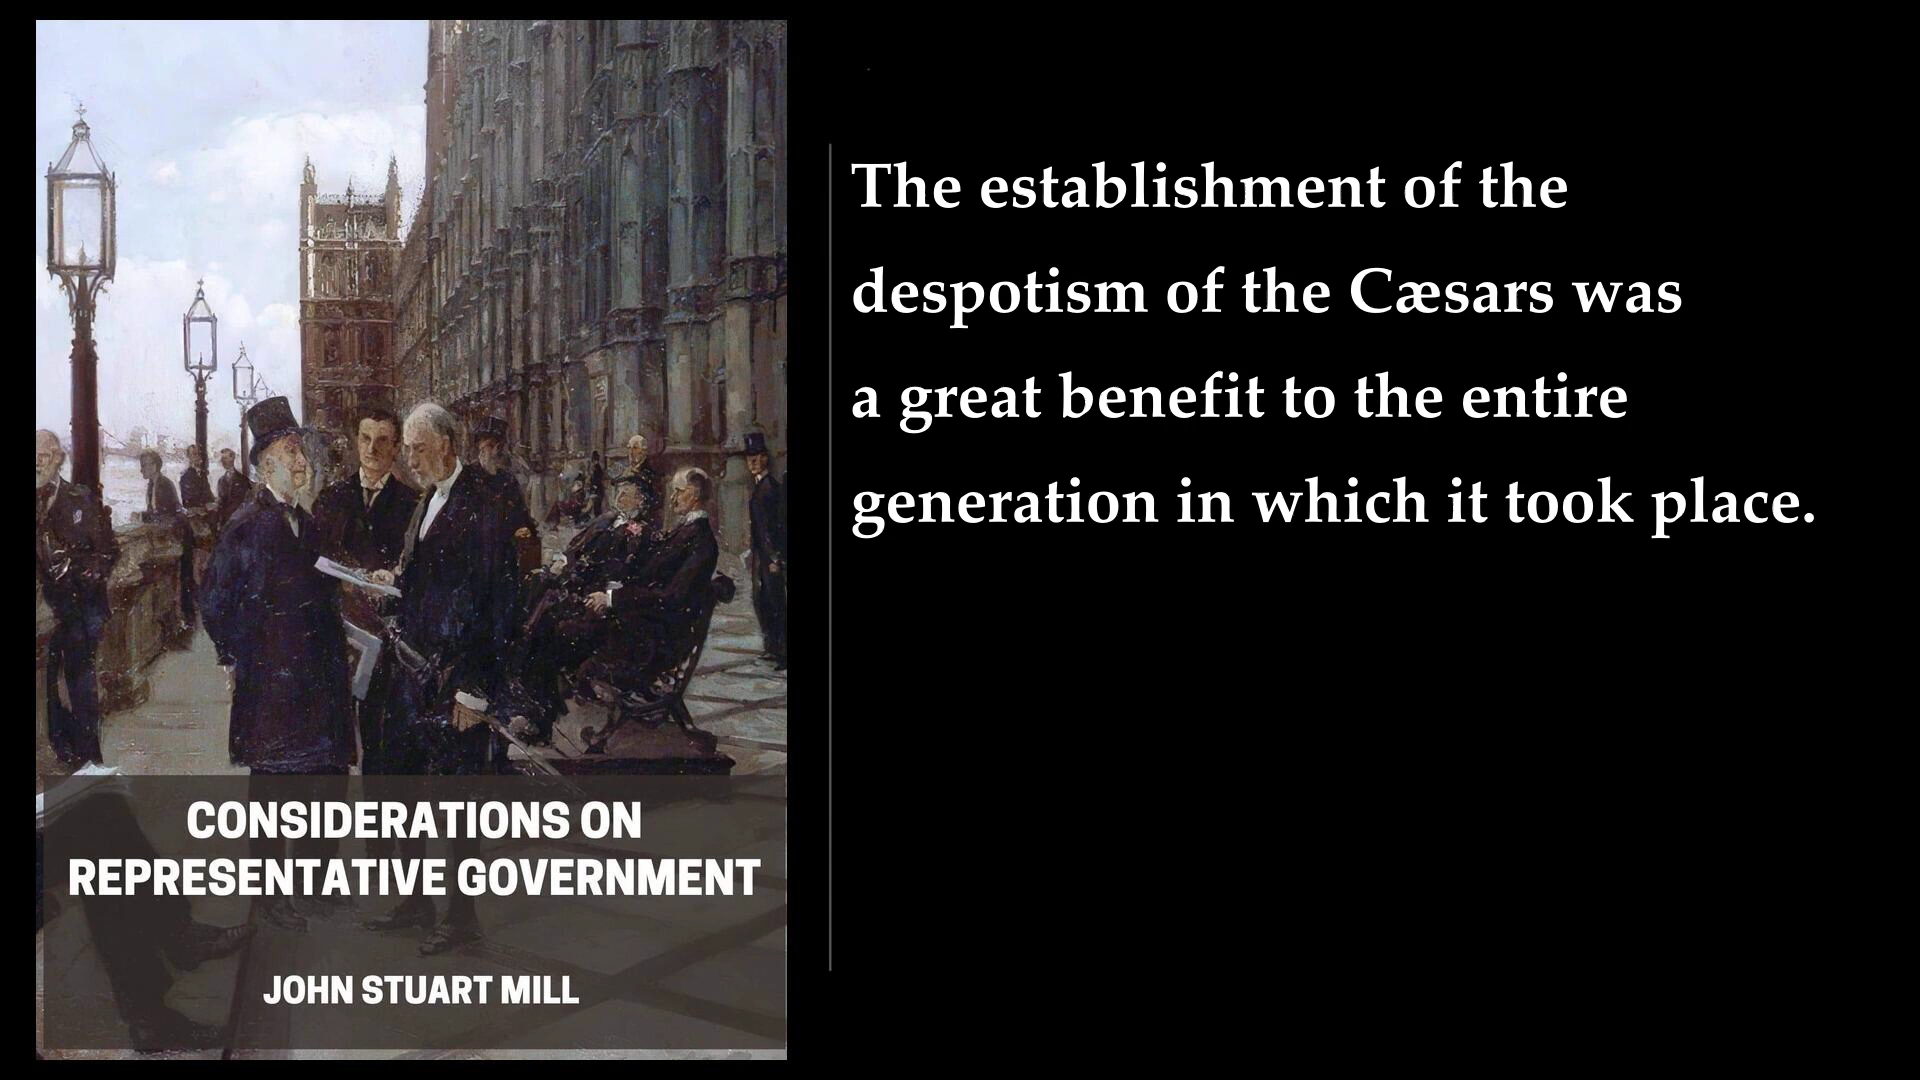 The establishment of the
despotism of the Cæsars was
a great benefit to the entire
generation in which it took place.
CONSIDERATIONS ON
REPRESENTATIVE GOVERNMENT
JOHN STUART MILL